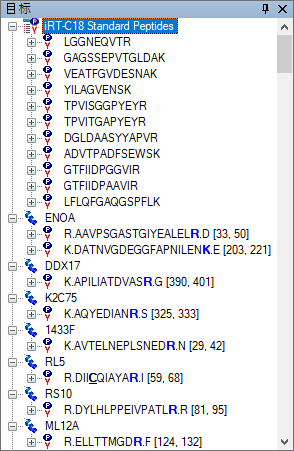 目标
iRT-C18 Standard Peptides
LGGNEQVTR
GAGSSEPVTGLDAK
VEATFGVDESNAK
YILAGVENSK
TPVISGGPYEYR
TPVITGAPYEYR
DGLDAASYYAPVR
ADVTPADFSEWSK
GTFIIDPGGVIR
GTFIIDPAAVIR
LFLQFGAQGSPFLK
ENOA
R.AAVPSGASTGIYEALELR.D [33, 50]
K.DATNVGDEGGFAPNILENK.E [203, 221]
DDX17
K.APILIATDVASR.G [390, 401]
K2C75
K.AQYEDIANR.S [325, 333]
1433F
K.AVTELNEPLSNEDR.N [29, 42]
RL5
R.DIICQIAYAR.I [59, 68]
RS10
R.DYLHLPPEIVPATLR.R [81, 95]
ML12A
R.ELLTTMGDR.F [124, 132]